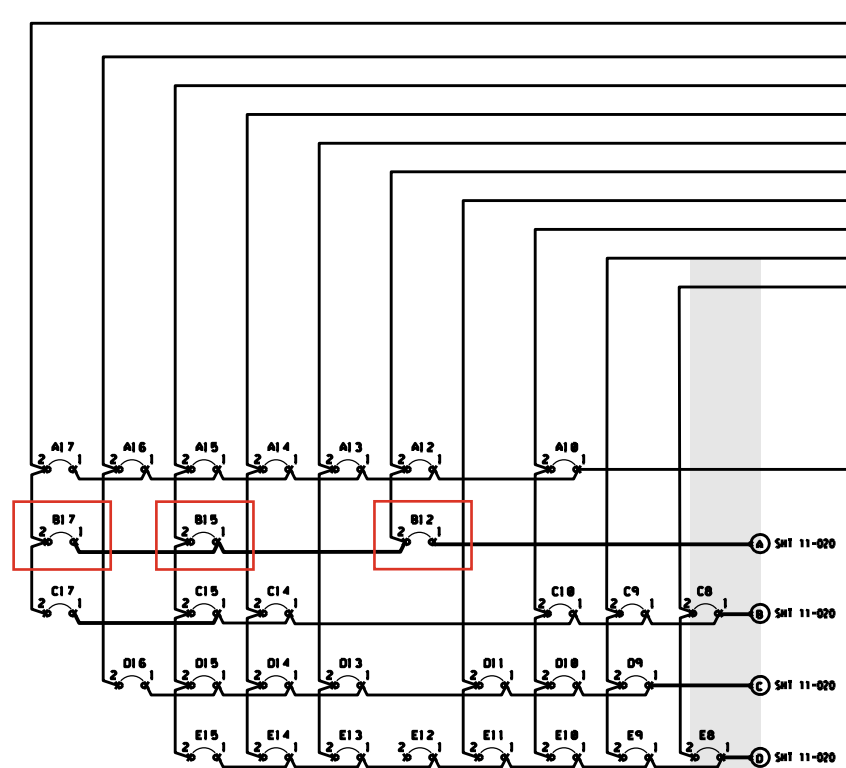 A17 A16 A15 A14 A13 A12 A10
2 1 2 1 2 1 2 1 2 1 2 1 2 1
B17 B15 B12
2 1 2 1 2 1 A SHT 11-020
C17 C15 C14 C10 C9 C8
2 1 2 1 2 1 2 1 2 1 2 1 B SHT 11-020
D16 D15 D14 D13 D11 D10 D9
2 1 2 1 2 1 2 1 2 1 2 1 2 1 C SHT 11-020
E15 E14 E13 E12 E11 E10 E9 E8
2 1 2 1 2 1 2 1 2 1 2 1 2 1 2 1 D SHT 11-020